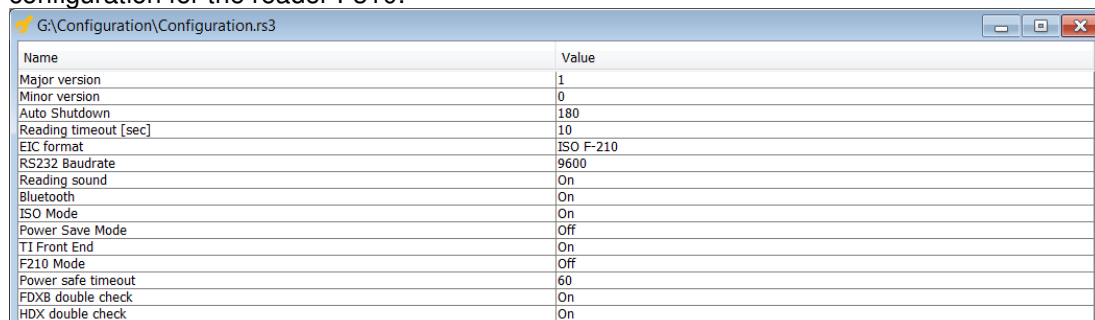 configuration for the reader F810.
G:\Configuration\Configuration.rs3
Name Value
Major version 1
Minor version 0
Auto Shutdown 180
Reading timeout [sec] 10
EIC format ISO F-210
RS232 Baudrate 9600
Reading sound On
Bluetooth On
ISO Mode On
Power Save Mode Off
TI Front End On
F210 Mode Off
Power safe timeout 60
FDXB double check On
HDX double check On